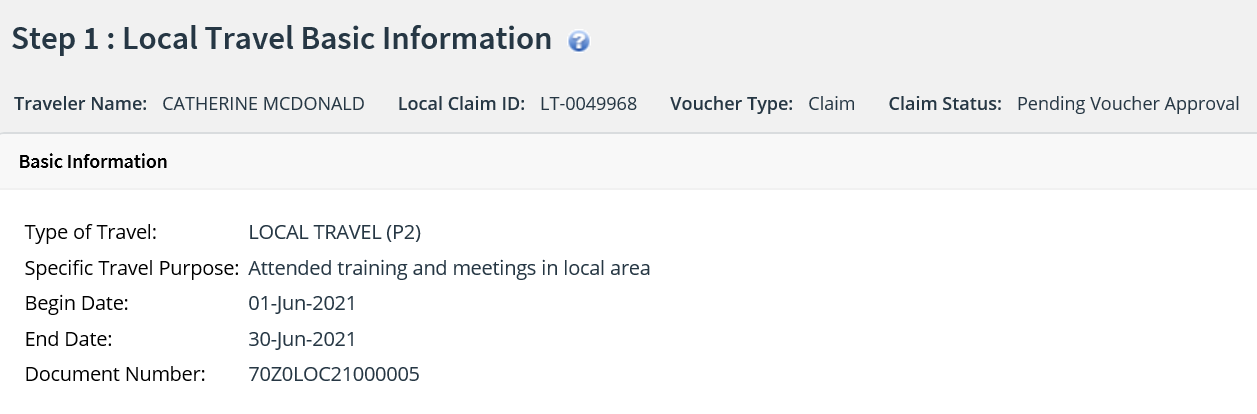 Step 1 : Local Travel Basic Information ?
Traveler Name: CATHERINE MCDONALD Local Claim ID: LT-0049968 Voucher Type: Claim Claim Status: Pending Voucher Approval
Basic Information
Type of Travel: LOCAL TRAVEL (P2)
Specific Travel Purpose: Attended training and meetings in local area
Begin Date: 01-Jun-2021
End Date: 30-Jun-2021
Document Number: 70Z0LOC21000005